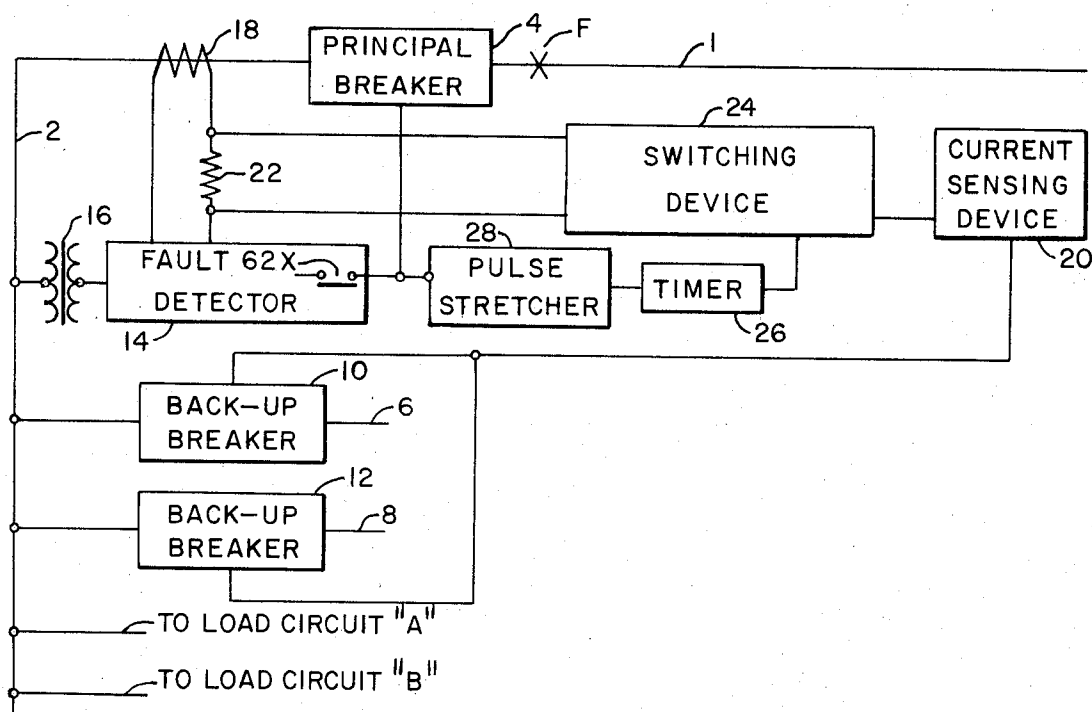 18
PRINCIPAL
BREAKER
4
F
1
2
22
24
SWITCHING
DEVICE
CURRENT
SENSING
DEVICE
20
16
FAULT 62X
DETECTOR
14
28
PULSE
STRETCHER
TIMER
26
10
BACK-UP
BREAKER
6
12
BACK-UP
BREAKER
8
TO LOAD CIRCUIT "A"
TO LOAD CIRCUIT "B"